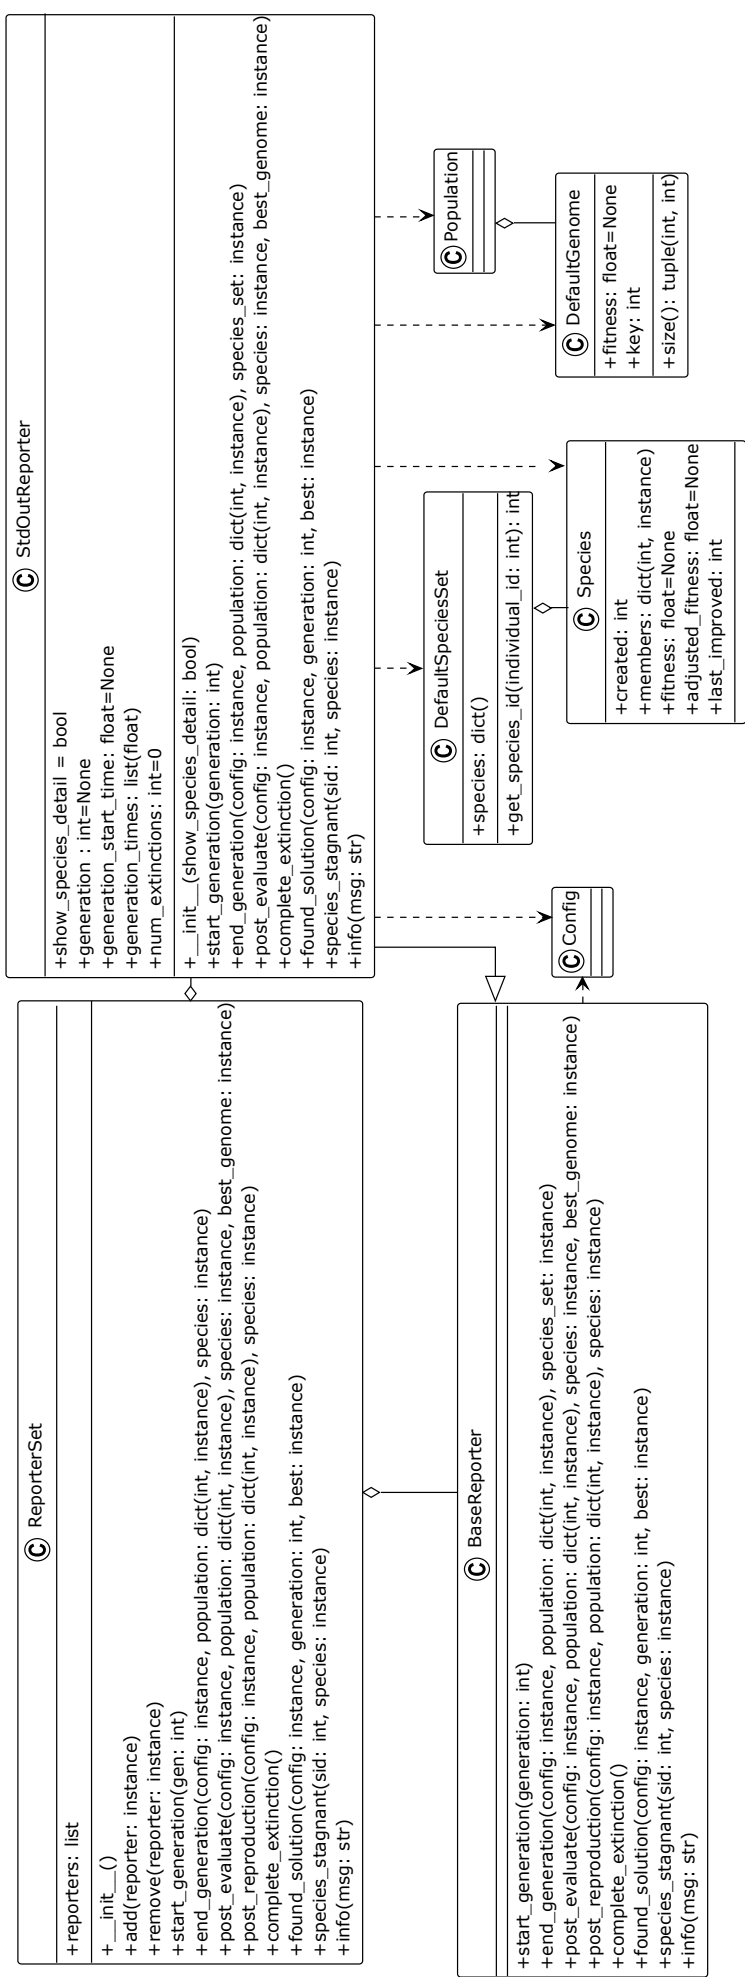 C ReporterSet
+reporters: list
+__init__()
+add(reporter: instance)
+remove(reporter: instance)
+start_generation(gen: int)
+end_generation(config: instance, population: dict(int, instance), species: instance)
+post_evaluate(config: instance, population: dict(int, instance), species: instance, best_genome: instance)
+post_reproduction(config: instance, population: dict(int, instance), species: instance)
+complete_extinction()
+found_solution(config: instance, generation: int, best: instance)
+species_stagnant(sid: int, species: instance)
+info(msg: str)
C StdOutReporter
+show_species_detail = bool
+generation : int=None
+generation_start_time: float=None
+generation_times: list(float)
+num_extinctions: int=0
+__init__(show_species_detail: bool)
+start_generation(generation: int)
+end_generation(config: instance, population: dict(int, instance), species_set: instance)
+post_evaluate(config: instance, population: dict(int, instance), species: instance, best_genome: instance)
+complete_extinction()
+found_solution(config: instance, generation: int, best: instance)
+species_stagnant(sid: int, species: instance)
+info(msg: str)
C BaseReporter
+start_generation(generation: int)
+end_generation(config: instance, population: dict(int, instance), species_set: instance)
+post_evaluate(config: instance, population: dict(int, instance), species: instance, best_genome: instance)
+post_reproduction(config: instance, population: dict(int, instance), species: instance)
+complete_extinction()
+found_solution(config: instance, generation: int, best: instance)
+species_stagnant(sid: int, species: instance)
+info(msg: str)
C Config
C DefaultSpeciesSet
+species: dict()
+get_species_id(individual_id: int): int
C Species
+created: int
+members: dict(int, instance)
+fitness: float=None
+adjusted_fitness: float=None
+last_improved: int
C Population
C DefaultGenome
+fitness: float=None
+key: int
+size(): tuple(int, int)